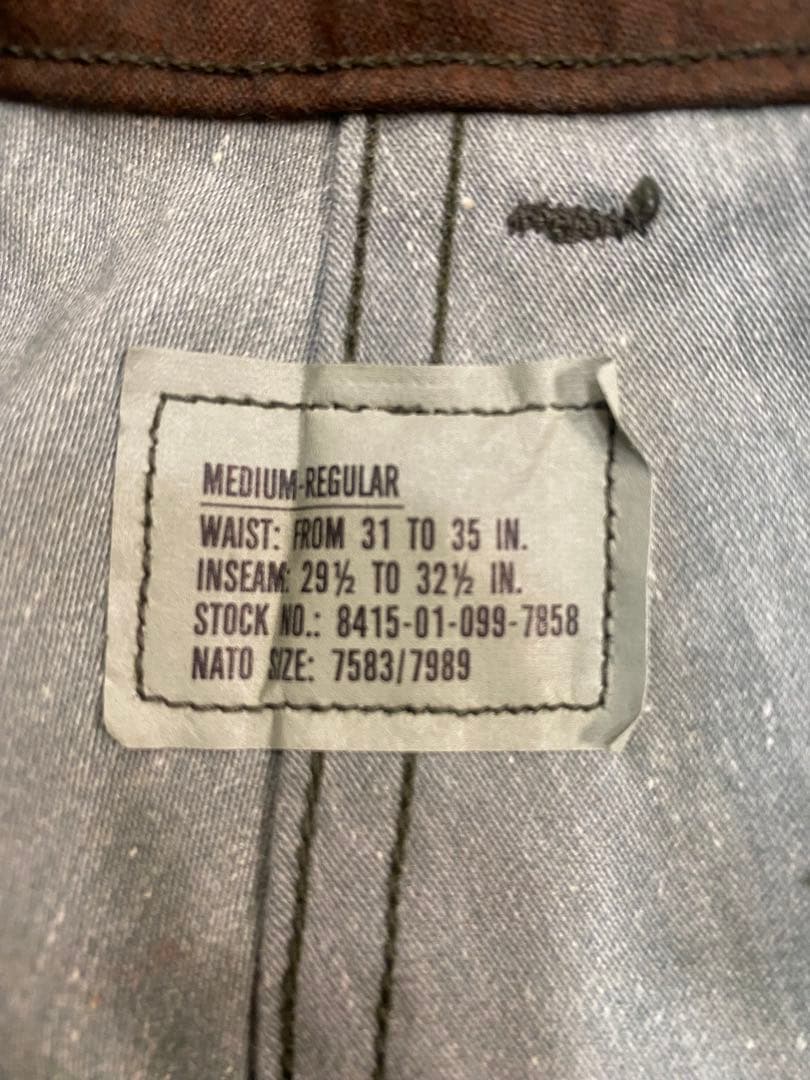 MEDIUM-REGULAR
WAIST: FROM 31 TO 35 IN.
INSEAM: 29½ TO 32½ IN.
STOCK NO.: 8415-01-099-7858
NATO SIZE: 7583/7989